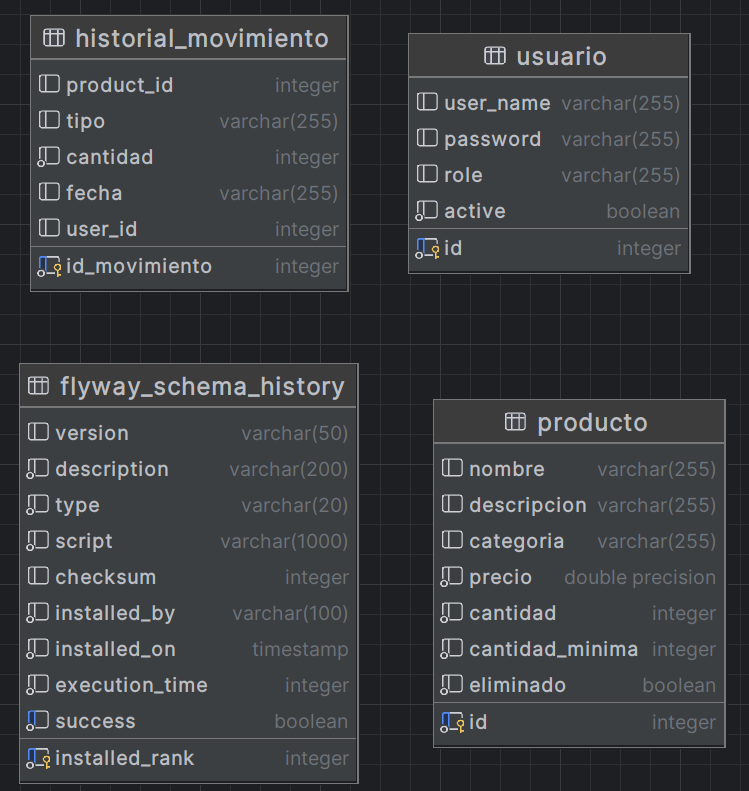 historial_movimiento
product_id integer
tipo varchar(255)
cantidad integer
fecha varchar(255)
user_id integer
id_movimiento integer
usuario
user_name varchar(255)
password varchar(255)
role varchar(255)
active boolean
id integer
flyway_schema_history
version varchar(50)
description varchar(200)
type varchar(20)
script varchar(1000)
checksum integer
installed_by varchar(100)
installed_on timestamp
execution_time integer
success boolean
installed_rank integer
producto
nombre varchar(255)
descripcion varchar(255)
categoria varchar(255)
precio double precision
cantidad integer
cantidad_minima integer
eliminado boolean
id integer